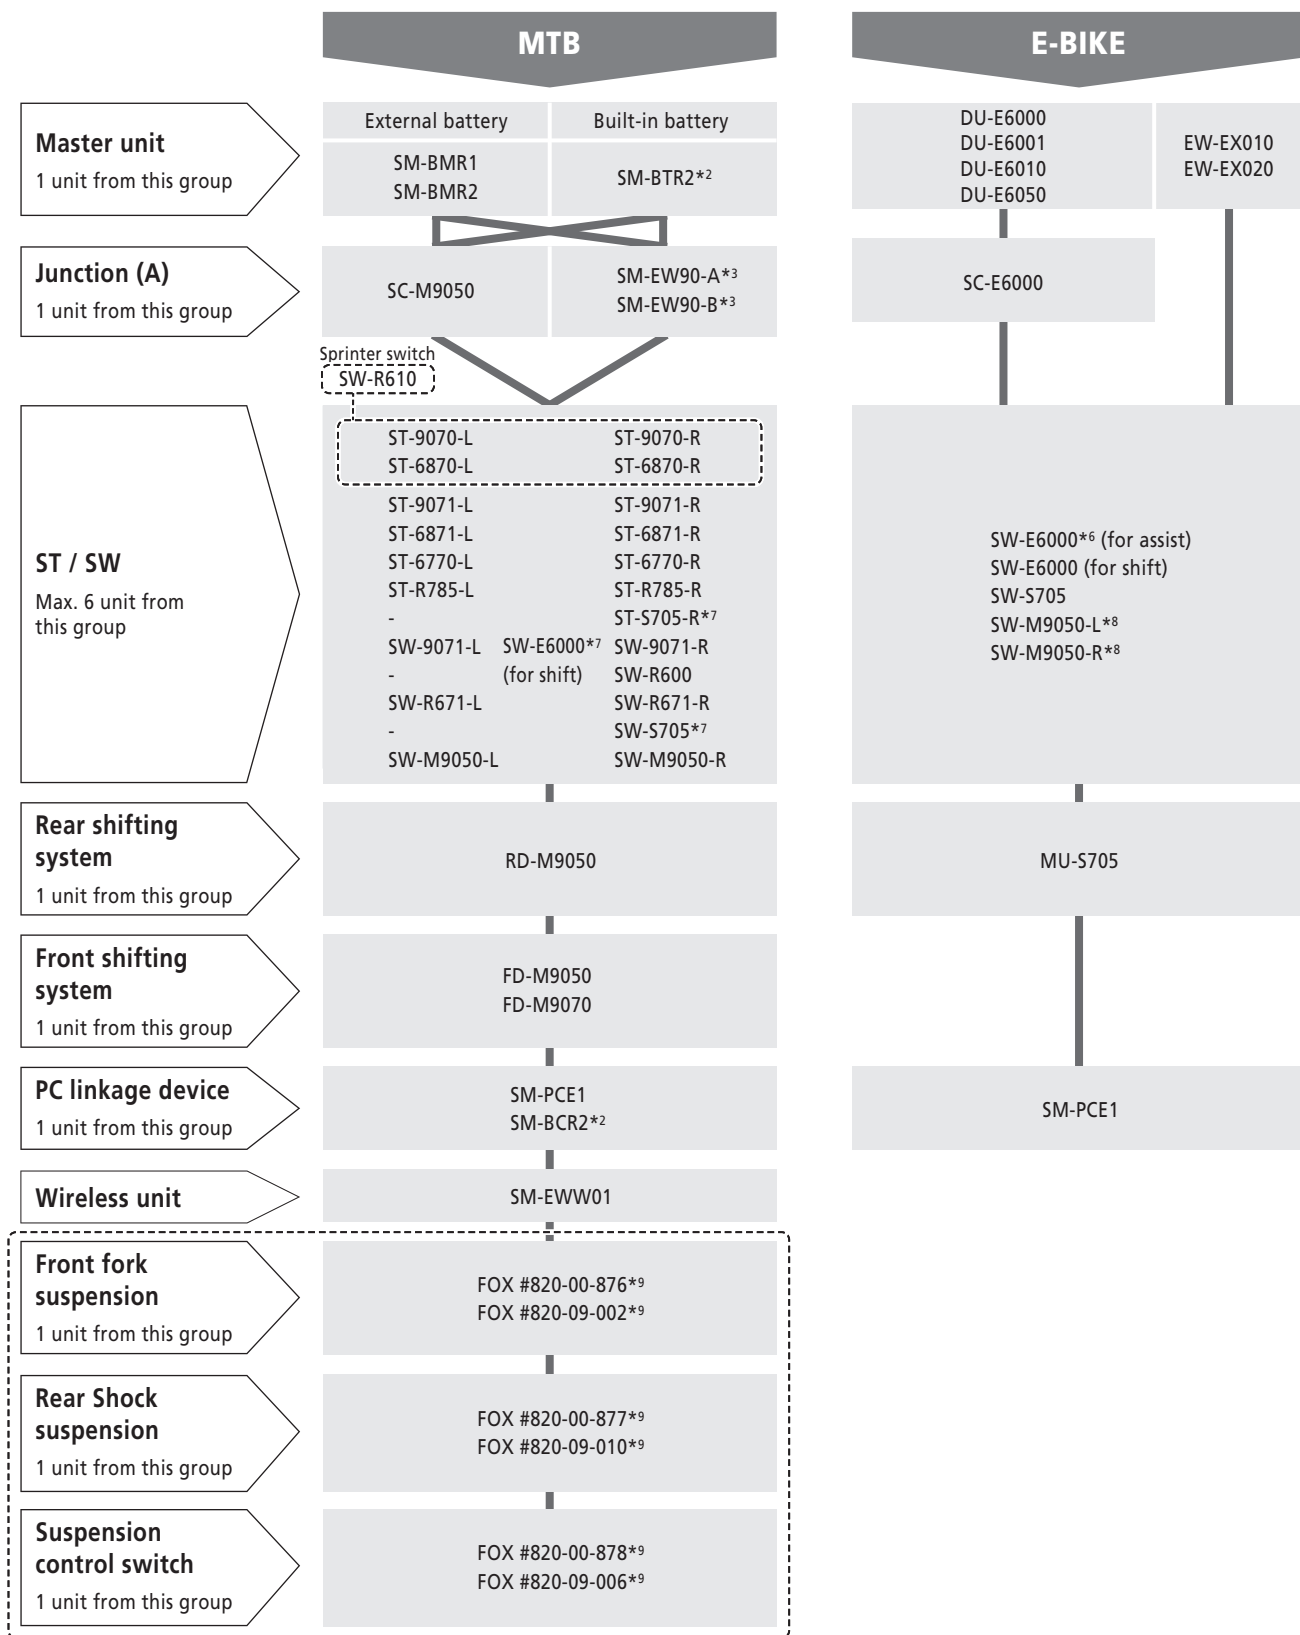 MTB
E-BIKE
Master unit
1 unit from this group
External battery
Built-in battery
SM-BMR1
SM-BMR2
SM-BTR2*2
DU-E6000
DU-E6001
DU-E6010
DU-E6050
EW-EX010
EW-EX020
Junction (A)
1 unit from this group
SC-M9050
SM-EW90-A*3
SM-EW90-B*3
SC-E6000
Sprinter switch
SW-R610
ST / SW
Max. 6 unit from
this group
ST-9070-L ST-9070-R
ST-6870-L ST-6870-R
ST-9071-L ST-9071-R
ST-6871-L ST-6871-R
ST-6770-L ST-6770-R
ST-R785-L ST-R785-R
- ST-S705-R*7
SW-9071-L SW-E6000*7 SW-9071-R
- (for shift) SW-R600
SW-R671-L SW-R671-R
- SW-S705*7
SW-M9050-L SW-M9050-R
SW-E6000*6 (for assist)
SW-E6000 (for shift)
SW-S705
SW-M9050-L*8
SW-M9050-R*8
Rear shifting
system
1 unit from this group
RD-M9050
MU-S705
Front shifting
system
1 unit from this group
FD-M9050
FD-M9070
PC linkage device
1 unit from this group
SM-PCE1
SM-BCR2*2
SM-PCE1
Wireless unit
SM-EWW01
Front fork
suspension
1 unit from this group
FOX #820-00-876*9
FOX #820-09-002*9
Rear Shock
suspension
1 unit from this group
FOX #820-00-877*9
FOX #820-09-010*9
Suspension
control switch
1 unit from this group
FOX #820-00-878*9
FOX #820-09-006*9